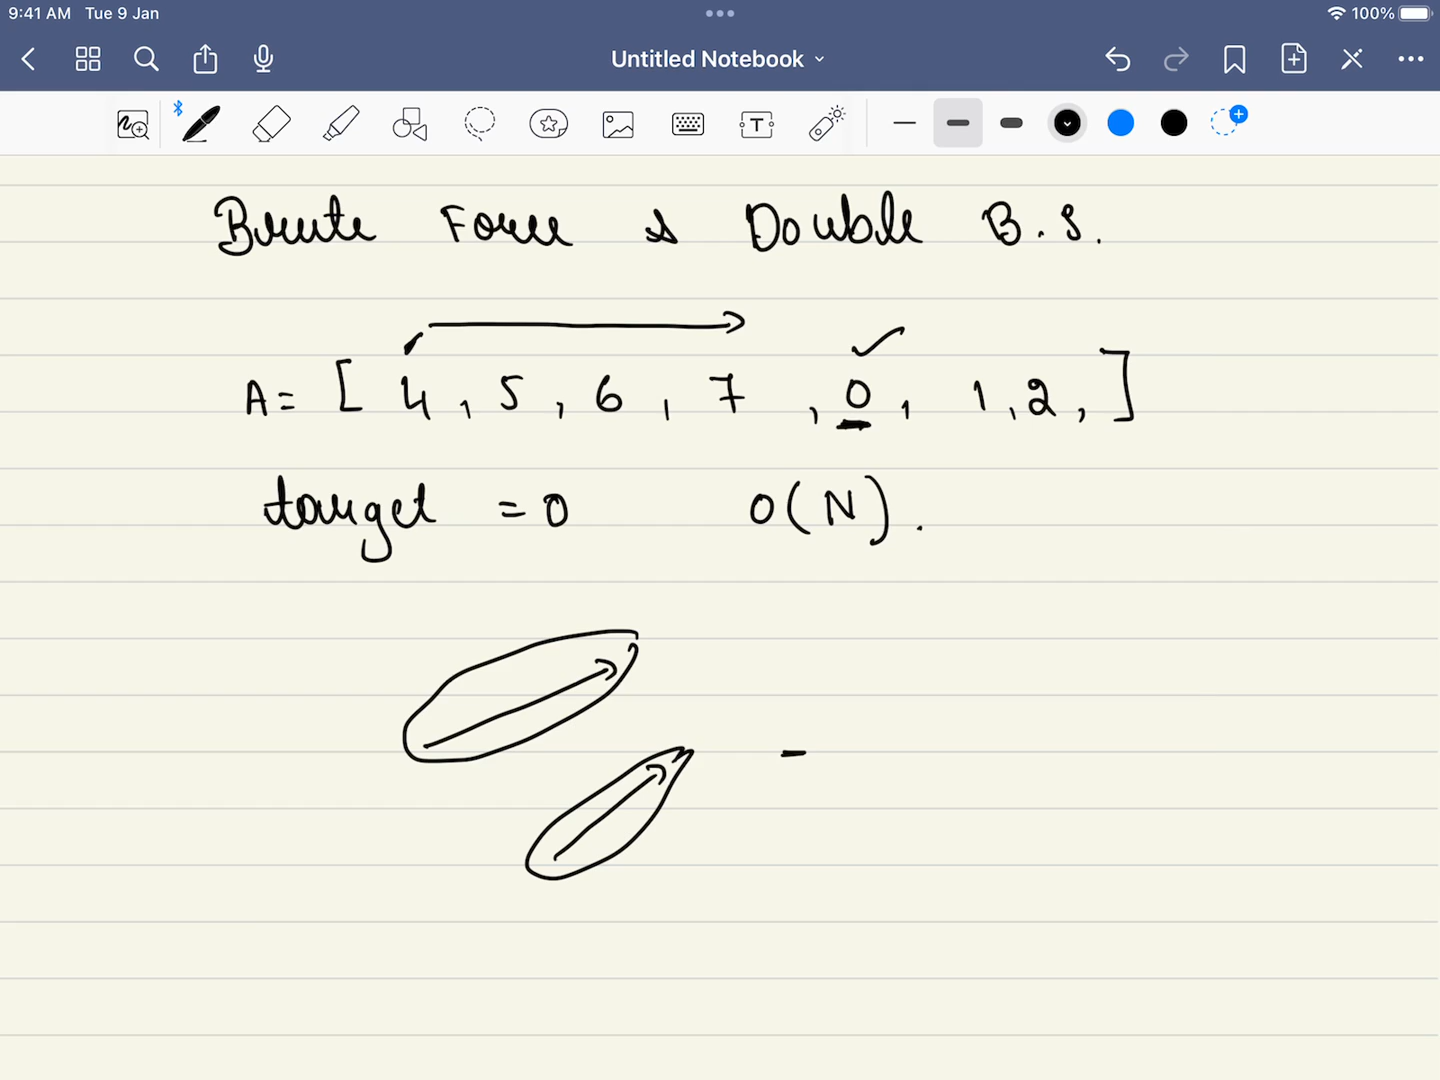 9:41 AM Tue 9 Jan 100%
Untitled Notebook
T
Brute Force & Double B.S.
A = [ 4, 5, 6, 7, 0, 1, 2, ]
target = 0 O(N).